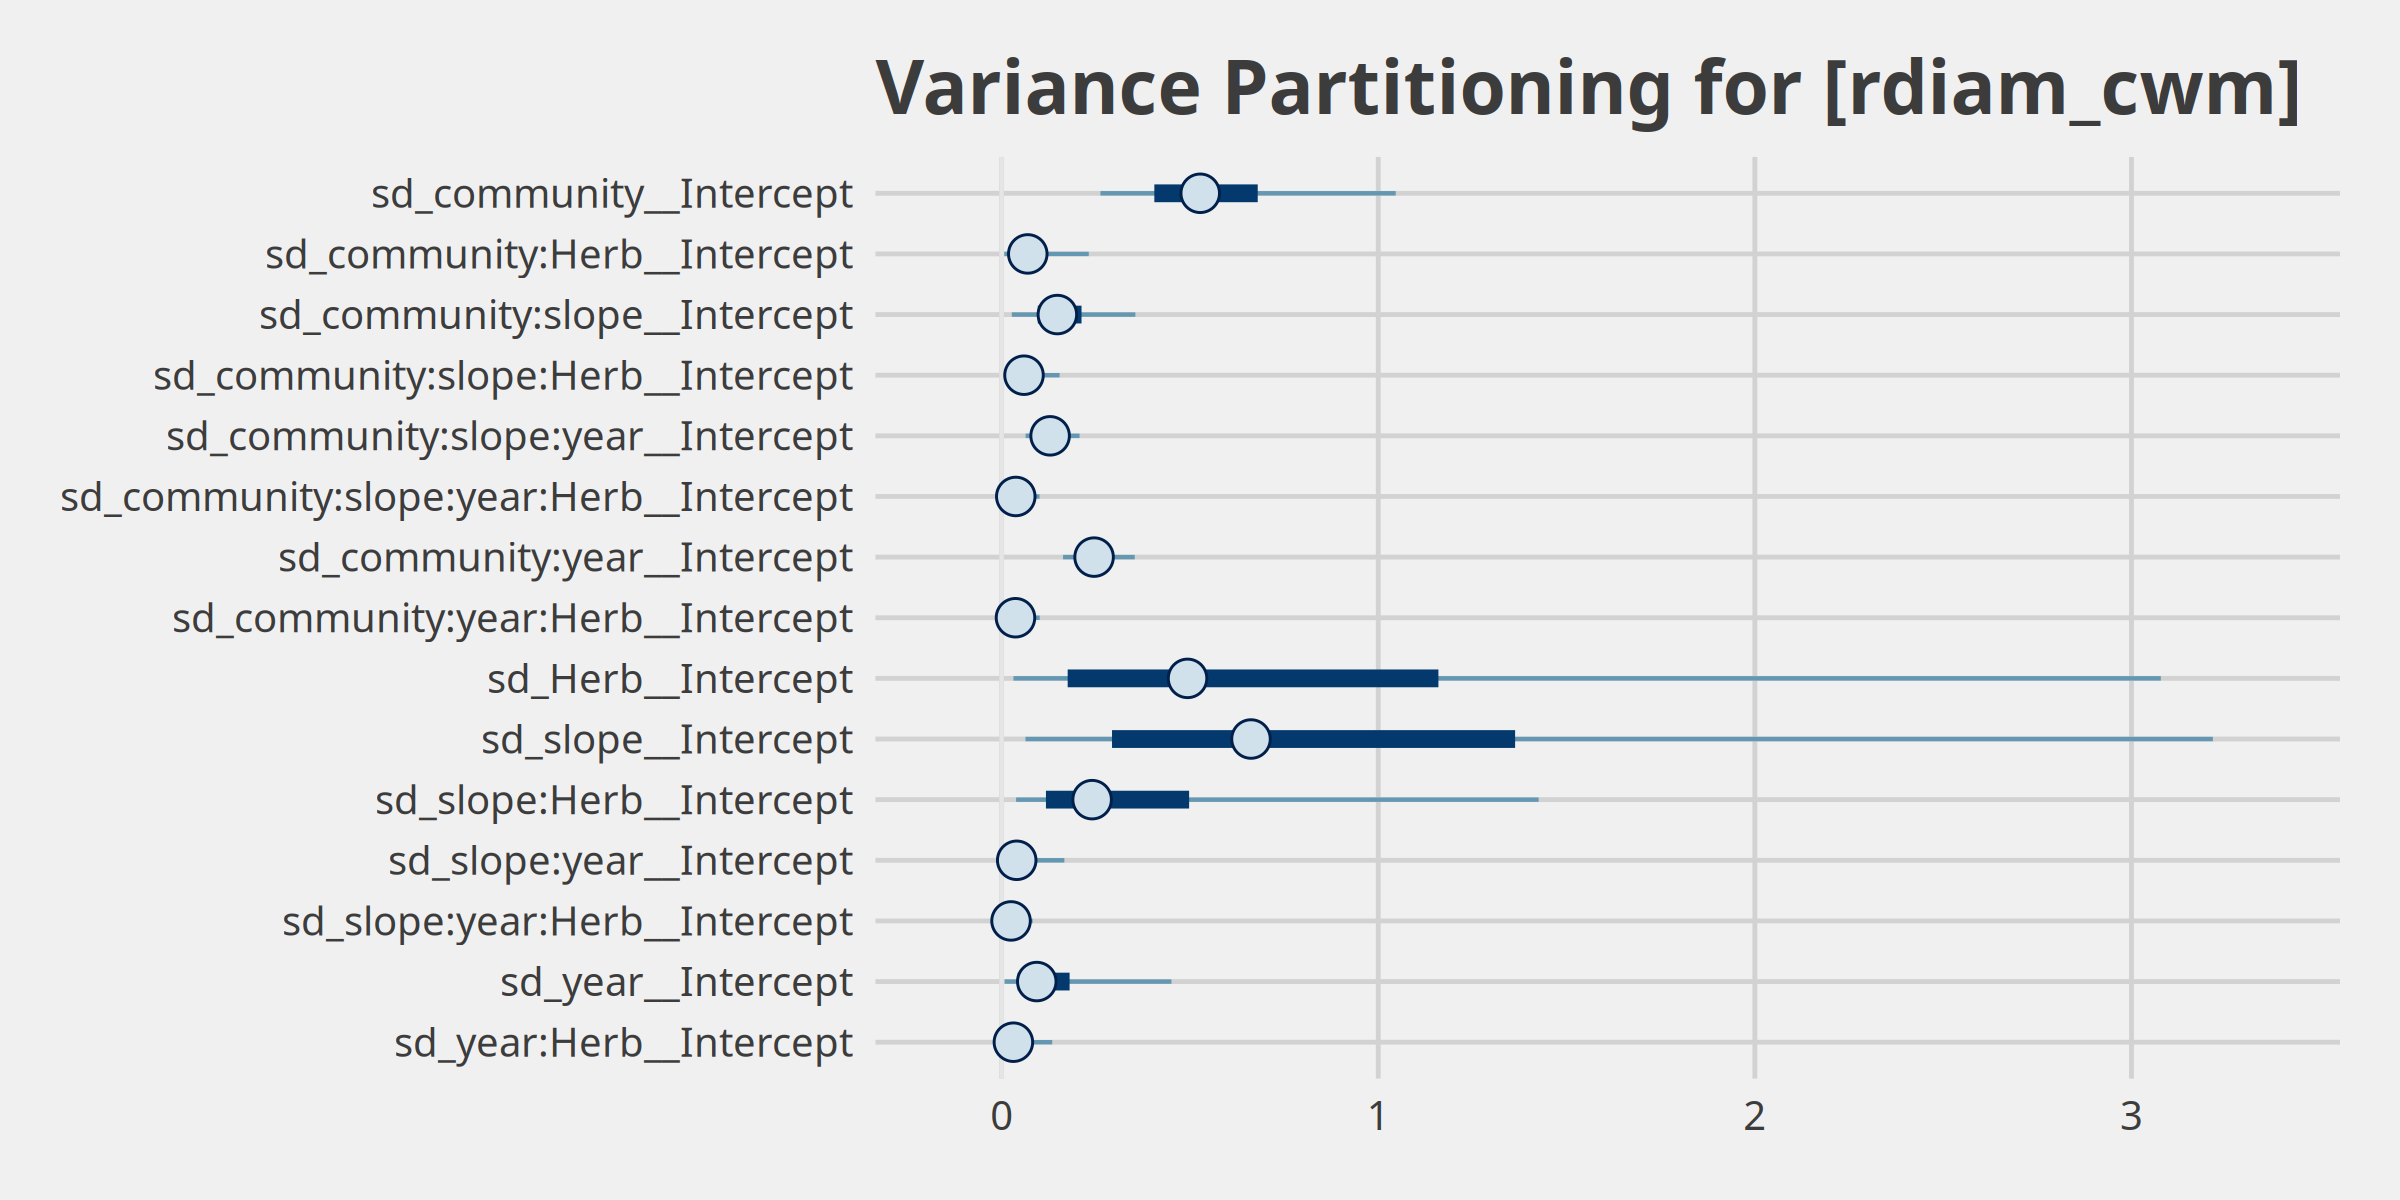 Variance Partitioning for [rdiam_cwm]
sd_community__Intercept
sd_community:Herb__Intercept
sd_community:slope__Intercept
sd_community:slope:Herb__Intercept
sd_community:slope:year__Intercept
sd_community:slope:year:Herb__Intercept
sd_community:year__Intercept
sd_community:year:Herb__Intercept
sd_Herb__Intercept
sd_slope__Intercept
sd_slope:Herb__Intercept
sd_slope:year__Intercept
sd_slope:year:Herb__Intercept
sd_year__Intercept
sd_year:Herb__Intercept
0 1 2 3